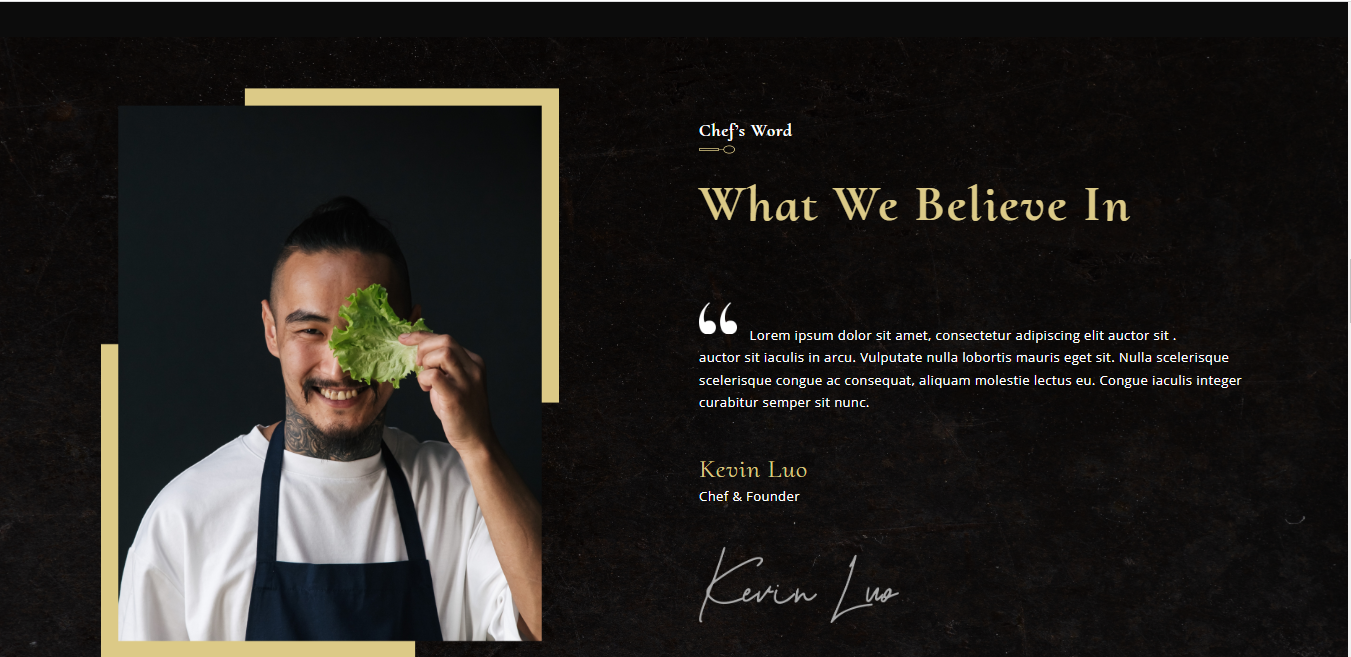 Chef's Word
What We Believe In
“ Lorem ipsum dolor sit amet, consectetur adipiscing elit auctor sit .
auctor sit iaculis in arcu. Vulputate nulla lobortis mauris eget sit. Nulla scelerisque
scelerisque congue ac consequat, aliquam molestie lectus eu. Congue iaculis integer
curabitur semper sit nunc.
Kevin Luo
Chef & Founder
Kevin Luo